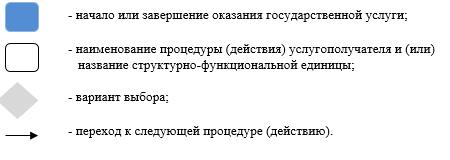 - начало или завершение оказания государственной услуги;
- наименование процедуры (действия) услугополучателя и (или)
название структурно-функциональной единицы;
- вариант выбора;
- переход к следующей процедуре (действию).